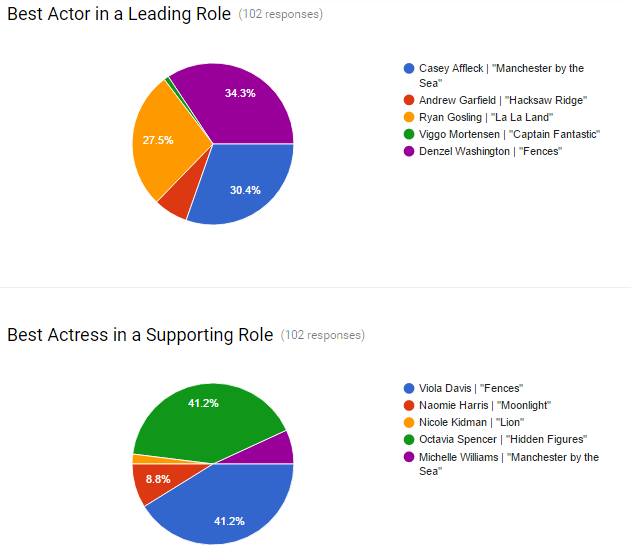 Best Actor in a Leading Role (102 responses)
34.3%
27.5%
30.4%
Casey Affleck | "Manchester by the
Sea"
Andrew Garfield | "Hacksaw Ridge"
Ryan Gosling | "La La Land"
Viggo Mortensen | "Captain Fantastic"
Denzel Washington | "Fences"
Best Actress in a Supporting Role (102 responses)
41.2%
8.8%
41.2%
Viola Davis | "Fences"
Naomie Harris | "Moonlight"
Nicole Kidman | "Lion"
Octavia Spencer | "Hidden Figures"
Michelle Williams | "Manchester by the
Sea"